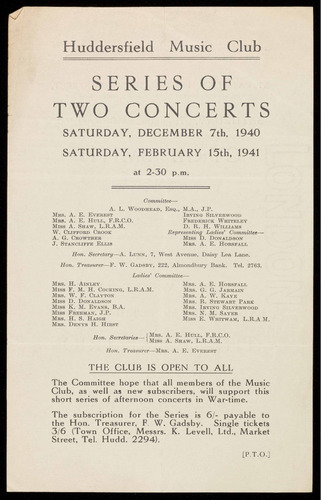 Huddersfield Music Club
SERIES OF
TWO CONCERTS
SATURDAY, DECEMBER 7th, 1940
SATURDAY, FEBRUARY 15th, 1941
at 2-30 p.m.
Committee—
A. L. WOODHEAD, Esq., M.A., J.P.
MRS. A. E. EVEREST
MRS. A. E. HULL, F.R.C.O.
MISS A. SHAW, L.R.A.M.
W. CLIFFORD CROOK
A. G. CROWTHER
J. STANCLIFFE ELLIS
IRVING SILVERWOOD
FREDERICK WHITELEY
D. R. H. WILLIAMS
Representing Ladies' Committee—
MISS D. DONALDSON
MRS. A. E. HORSFALL
Hon. Secretary—A. LUNN, 7, West Avenue, Daisy Lea Lane.
Hon. Treasurer—F. W. GADSBY, 222, Almondbury Bank. Tel. 2763.
Ladies' Committee—
MRS. H. AINLEY
MISS F. M. H. COCKING, L.R.A.M.
MRS. W. F. CLAYTON
MISS D. DONALDSON
MISS K. M. EVANS, B.A.
MISS FREEMAN, J.P.
MRS. R. S. HAIGH
MRS. DENYS H. HIRST
MRS. A. E. HORSFALL
MRS. G. G. JARMAIN
MRS. A. W. KAYE
MRS. R. STEWART PARK
MRS. IRVING SILVERWOOD
MRS. N. M. SAYER
MISS E. WHITWAM, L.R.A.M.
Hon. Secretaries— MRS. A. E. HULL, F.R.C.O.
MISS A. SHAW, L.R.A.M.
Hon. Treasurer—MRS. A. E. EVEREST
THE CLUB IS OPEN TO ALL
The Committee hope that all members of the Music
Club, as well as new subscribers, will support this
short series of afternoon concerts in War-time.
The subscription for the Series is 6/- payable to
the Hon. Treasurer, F. W. Gadsby. Single tickets
3/6 (Town Office, Messrs. K. Levell, Ltd., Market
Street, Tel. Hudd. 2294).
[P.T.O.]